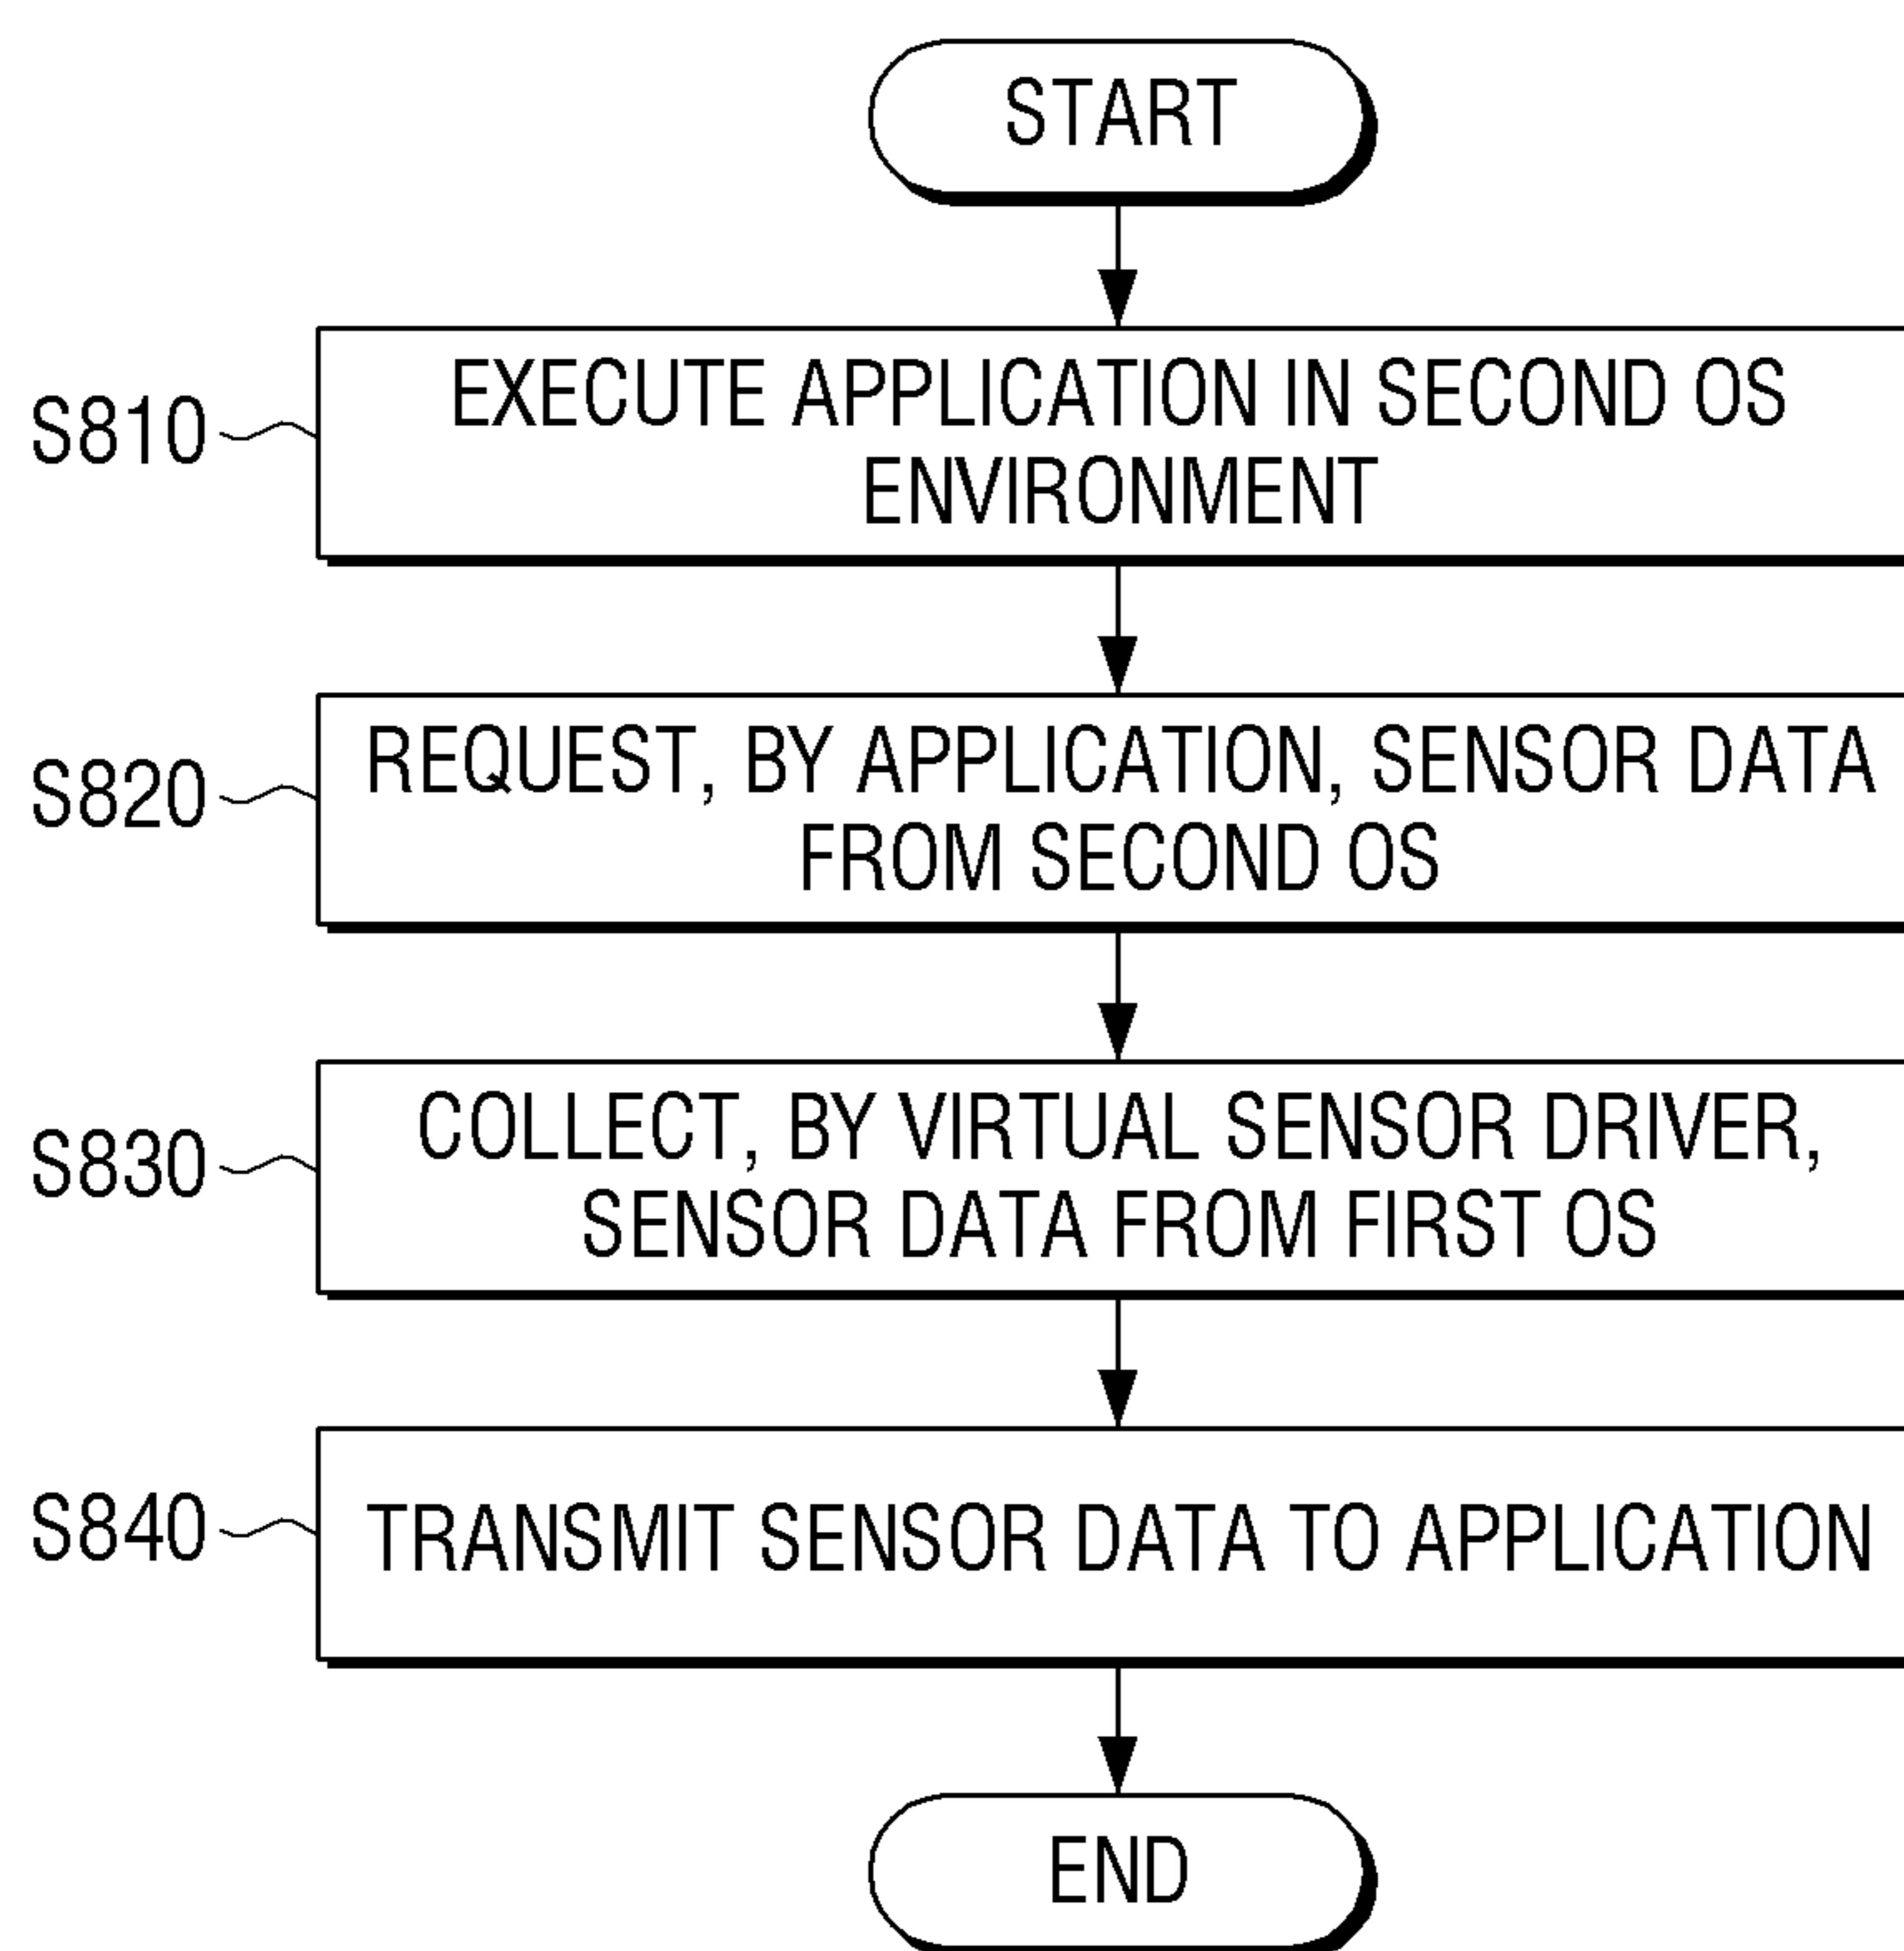 START
S810
EXECUTE APPLICATION IN SECOND OS
ENVIRONMENT
S820
REQUEST, BY APPLICATION, SENSOR DATA
FROM SECOND OS
S830
COLLECT, BY VIRTUAL SENSOR DRIVER,
SENSOR DATA FROM FIRST OS
S840
TRANSMIT SENSOR DATA TO APPLICATION
END